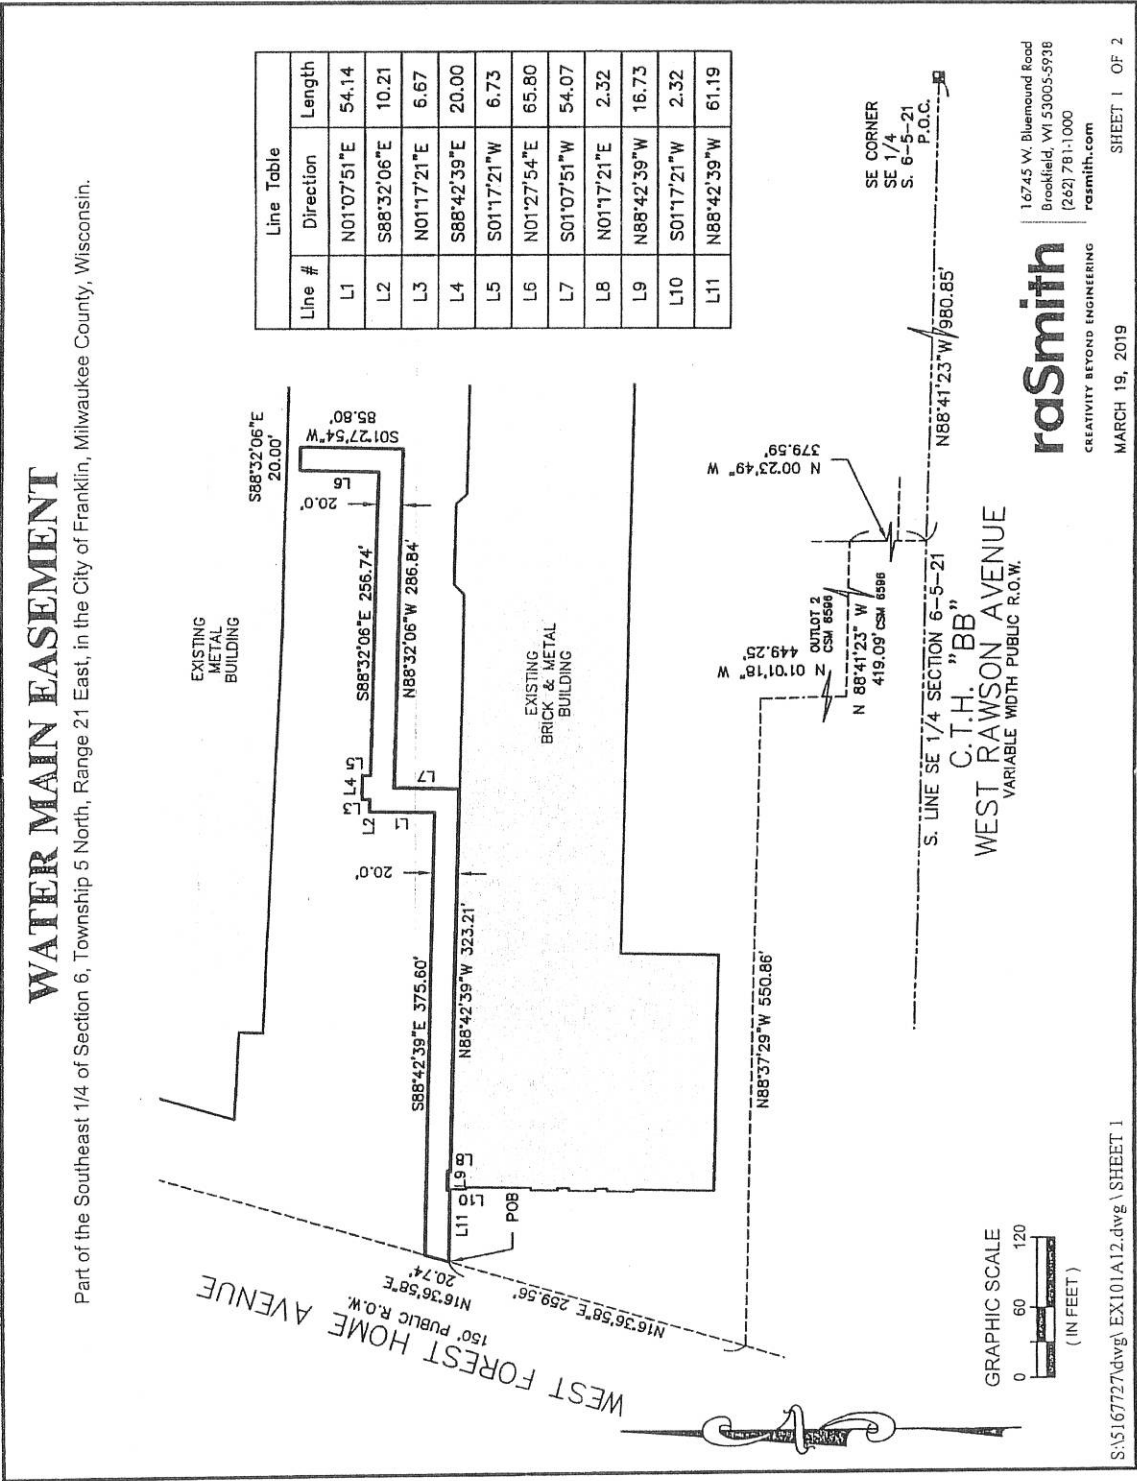 WATER MAIN EASEMENT
Part of the Southeast 1/4 of Section 6, Township 5 North, Range 21 East, in the City of Franklin, Milwaukee County, Wisconsin.
Line Table
Line # Direction Length
L1 N01°07'51"E 54.14
L2 S88°32'06"E 10.21
L3 N01°17'21"E 6.67
L4 S88°42'39"E 20.00
L5 S01°17'21"W 6.73
L6 N01°27'54"E 65.80
L7 S01°07'51"W 54.07
L8 N01°17'21"E 2.32
L9 N88°42'39"W 16.73
L10 S01°17'21"W 2.32
L11 N88°42'39"W 61.19
EXISTING
METAL
BUILDING
S88°32'06"E
20.00'
S01°27'54"W
85.80'
L6
20.0'
S88°32'06"E 256.74'
N88°32'06"W 286.84'
L5
L4
L3
L2
L1
L7
20.0'
S88°42'39"E 375.60'
N88°42'39"W 323.21'
EXISTING
BRICK & METAL
BUILDING
L8
L9
L10
L11
POB
N16°36'58"E
20.74'
150' PUBLIC R.O.W.
WEST FOREST HOME AVENUE
N16°36'58"E 259.56'
N88°37'29"W 550.86'
N 01°01'18" W
449.25'
OUTLOT 2
CSM 6596
N 88°41'23" W
419.09' CSM 6596
N 00°23'49" W
379.59'
N88°41'23"W 980.85'
SE CORNER
SE 1/4
S. 6-5-21
P.O.C.
S. LINE SE 1/4 SECTION 6-5-21
C.T.H. "BB"
WEST RAWSON AVENUE
VARIABLE WIDTH PUBLIC R.O.W.
GRAPHIC SCALE
0 60 120
( IN FEET )
raSmith
CREATIVITY BEYOND ENGINEERING
16745 W. Bluemound Road
Brookfield, WI 53005-5938
(262) 781-1000
rasmith.com
S:\5167727\dwg\ EX101A12.dwg \ SHEET 1
MARCH 19, 2019
SHEET 1 OF 2